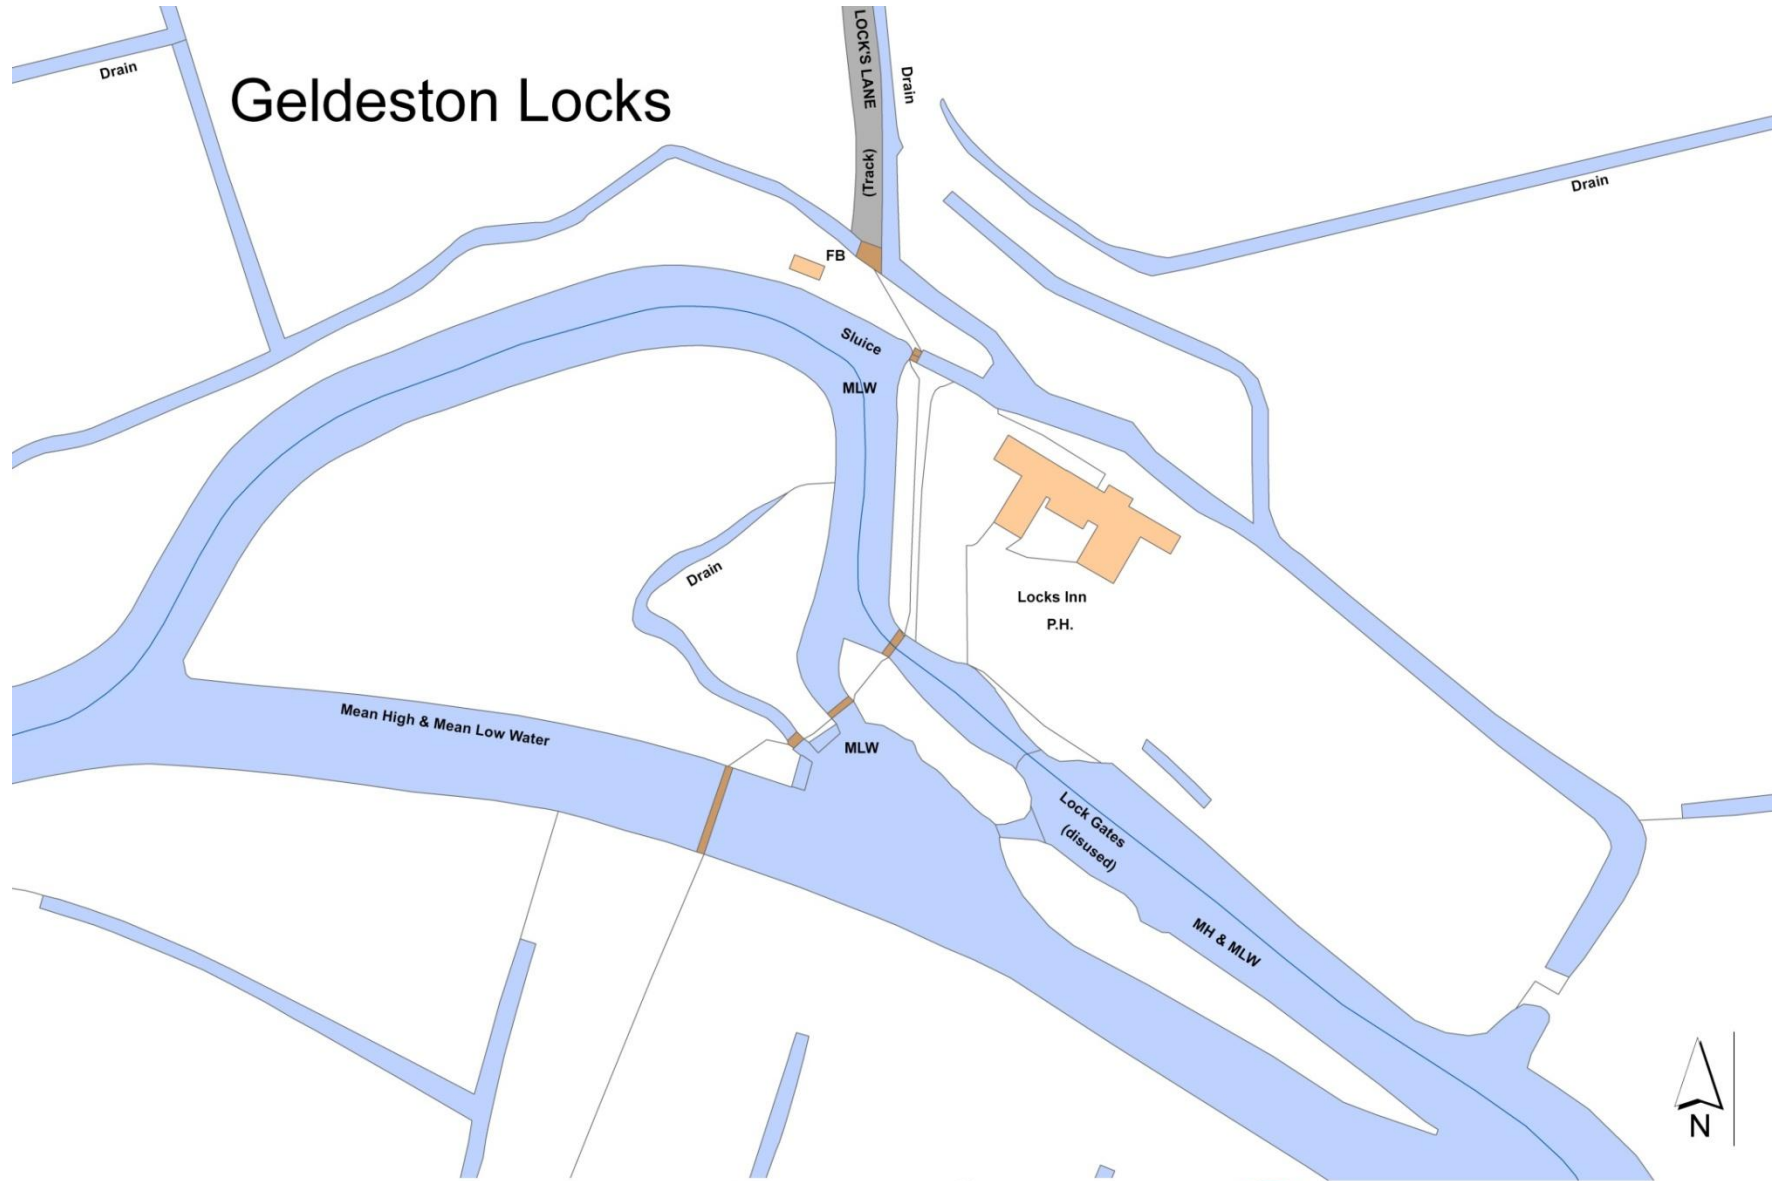 LOCK'S LANE
(Track)
Drain
Drain
Geldeston Locks
Drain
FB
Sluice
MLW
Drain
Locks Inn
P.H.
Mean High & Mean Low Water
MLW
Lock Gates
(disused)
MH & MLW
N